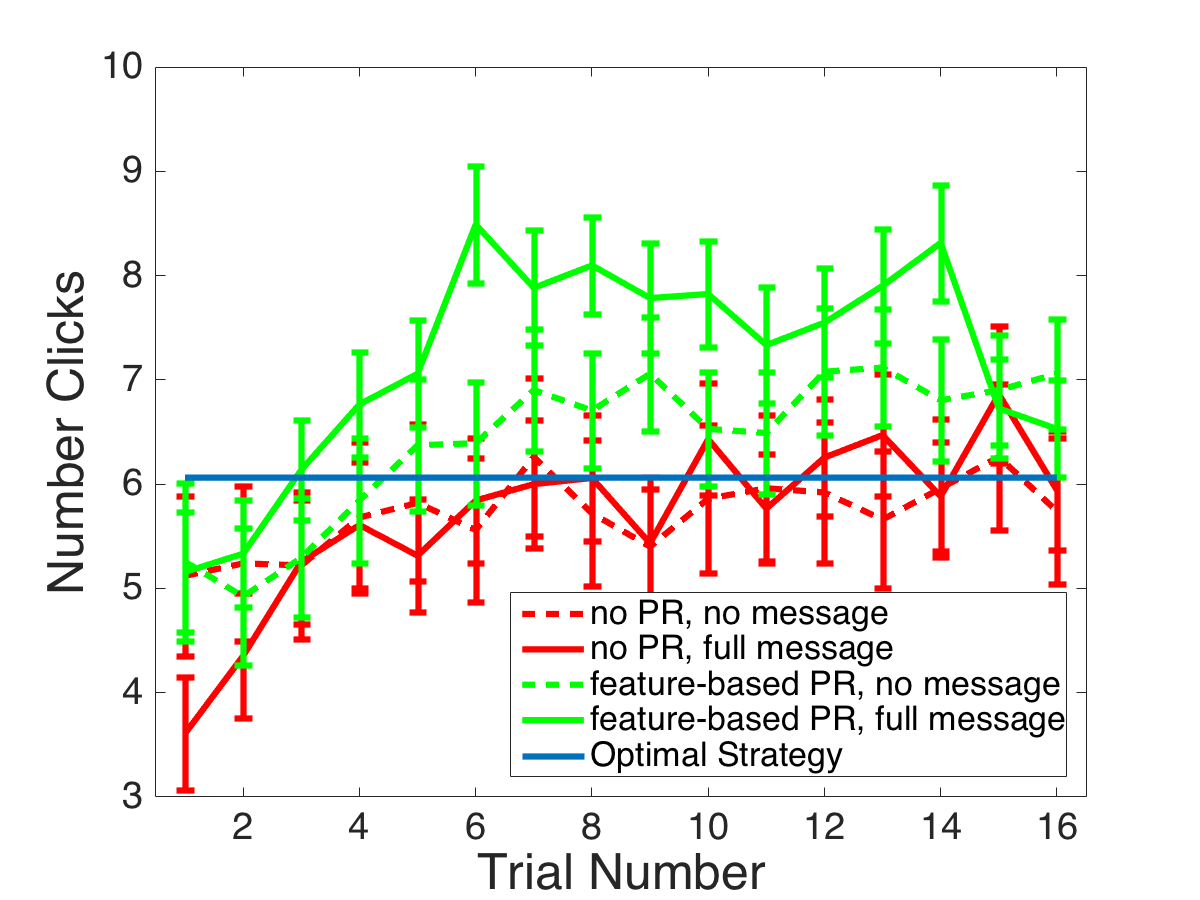 10
9
8
7
6
5
4
3
Number Clicks
no PR, no message
no PR, full message
feature-based PR, no message
feature-based PR, full message
Optimal Strategy
2 4 6 8 10 12 14 16
Trial Number